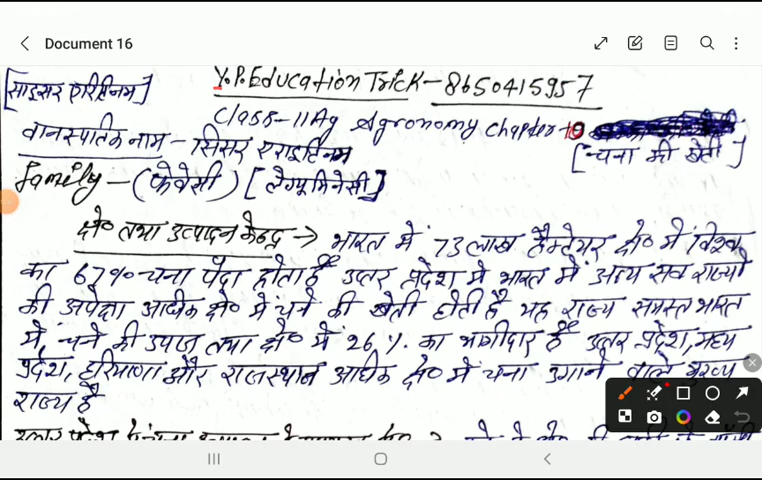 Document 16
Y.P. Education Trick - 8650415957
[साइसर एरिटिनम]
Class-11 Ag Agronomy Chapter-10
वानस्पतिक नाम - सिसर एराइटिनम
[चना की खेती]
Family - (फेवेसी) [लैग्यूमिनेसी]
क्षे० तथा उत्पादन केन्द्र → भारत में 73 लाख हैक्टेयर क्षे० में विश्व
का 67% चना पैदा होता है उत्तर प्रदेश में भारत में अन्य सब राज्यों
की अपेक्षा अधिक क्षे० में चने की खेती होती है यह राज्य समस्त भारत
में, चने की उपज तथा क्षे० में 26% का भागीदार है उत्तर प्रदेश, मध्य
प्रदेश, हरियाणा और राजस्थान अधिक क्षे० में चना उगाने वाले मुख्य
राज्य है